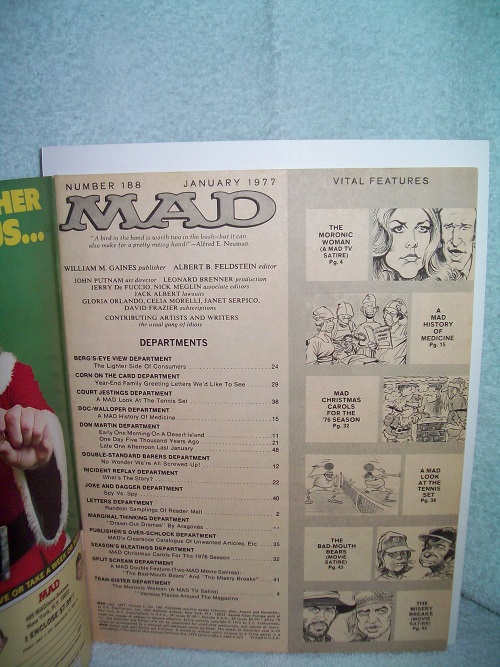 HER
US...
VE OR TAKE A WEEK
MAD
I ENCLOSE $7.
NUMBER 188 JANUARY 1977
MAD
"A bird in the hand is worth two in the bush—but it can
also make for a pretty messy hand!"—Alfred E. Neuman
WILLIAM M. GAINES publisher ALBERT B. FELDSTEIN editor
JOHN PUTNAM art director LEONARD BRENNER production
JERRY DE FUCCIO, NICK MEGLIN associate editors
JACK ALBERT lawsuits
GLORIA ORLANDO, CELIA MORELLI, JANET SERPICO,
DAVID FRAZIER subscriptions
CONTRIBUTING ARTISTS AND WRITERS
the usual gang of idiots
DEPARTMENTS
BERG'S-EYE VIEW DEPARTMENT
The Lighter Side Of Consumers 24
CORN ON THE CARD DEPARTMENT
Year-End Family Greeting Letters We'd Like To See 29
COURT JESTINGS DEPARTMENT
A MAD Look At The Tennis Set 38
DOC-WALLOPER DEPARTMENT
A MAD History Of Medicine 15
DON MARTIN DEPARTMENT
Early One Morning On A Desert Island 11
One Day Five Thousand Years Ago 21
Late One Afternoon Last January 46
DOUBLE-STANDARD BARERS DEPARTMENT
No Wonder We're All Screwed Up! 12
INCIDENT REPLAY DEPARTMENT
What's The Story? 22
JOKE AND DAGGER DEPARTMENT
Spy Vs. Spy 40
LETTERS DEPARTMENT
Random Samplings Of Reader Mail 2
MARGINAL THINKING DEPARTMENT
"Drawn-Out Dramas" By Aragones
PUBLISHER'S OVER-SCHLOCK DEPARTMENT
MAD's Clearance Catalogue Of Unwanted Articles, Etc. 35
SEASON'S BLEATINGS DEPARTMENT
MAD Christmas Carols For The 1976 Season 32
SPLIT SCREAM DEPARTMENT
A MAD Double Feature (Two MAD Movie Satires):
"The Bad-Mouth Bears" And "The Misery Breaks" 41
TRAN-SISTER DEPARTMENT
The Moronic Woman (A MAD TV Satire) 4
Various Places Around The Magazine
VITAL FEATURES
THE
MORONIC
WOMAN
(A MAD TV
SATIRE)
Pg. 4
A
MAD
HISTORY
OF
MEDICINE
Pg. 15
MAD
CHRISTMAS
CAROLS
FOR THE
'76 SEASON
Pg. 32
A MAD
LOOK
AT THE
TENNIS
SET
Pg. 38
THE
BAD-MOUTH
BEARS
(MOVIE
SATIRE)
THE
MISERY
BREAKS
(MOVIE
SATIRE)